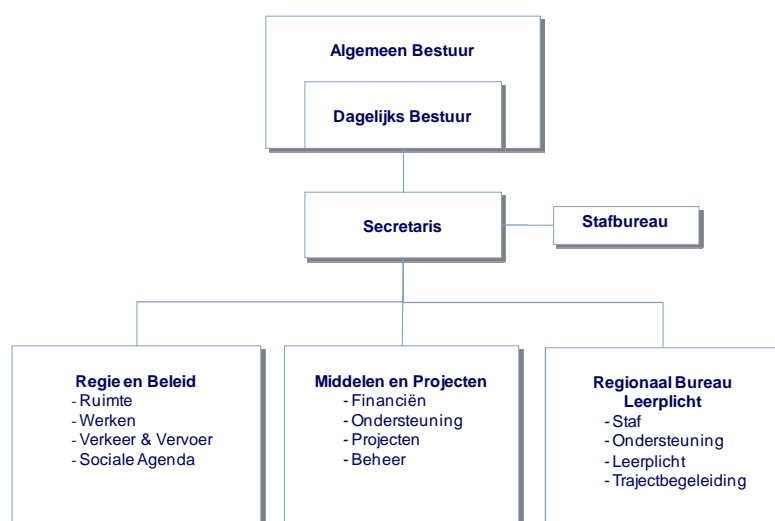 Algemeen Bestuur
Dagelijks Bestuur
Secretaris
Stafbureau
Regie en Beleid
- Ruimte
- Werken
- Verkeer & Vervoer
- Sociale Agenda
Middelen en Projecten
- Financiën
- Ondersteuning
- Projecten
- Beheer
Regionaal Bureau
Leerplicht
- Staf
- Ondersteuning
- Leerplicht
- Trajectbegeleiding